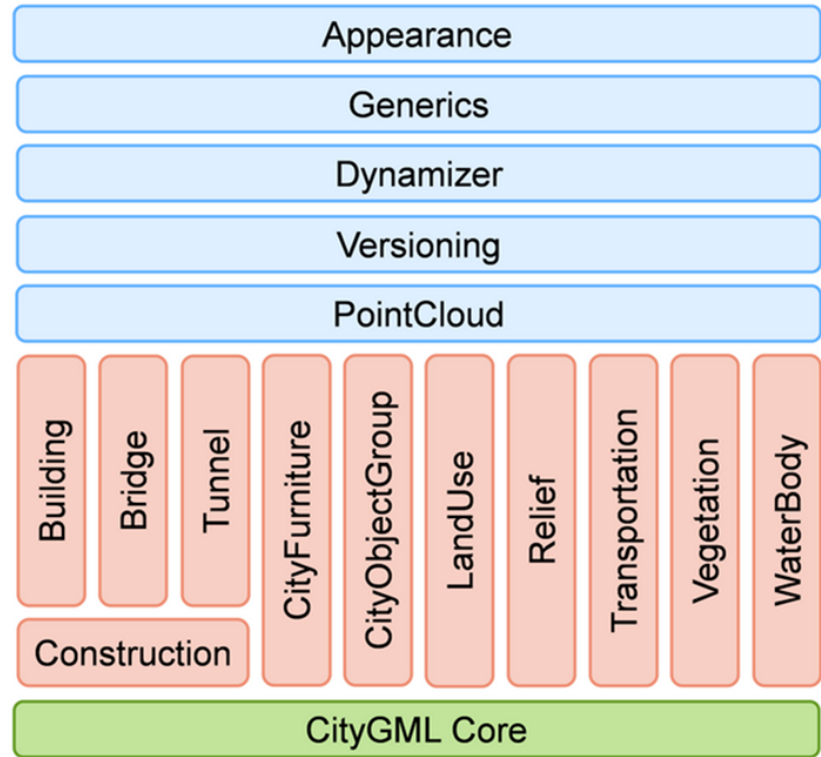 Appearance
Generics
Dynamizer
Versioning
PointCloud
Building
Bridge
Tunnel
CityFurniture
CityObjectGroup
LandUse
Relief
Transportation
Vegetation
WaterBody
Construction
CityGML Core